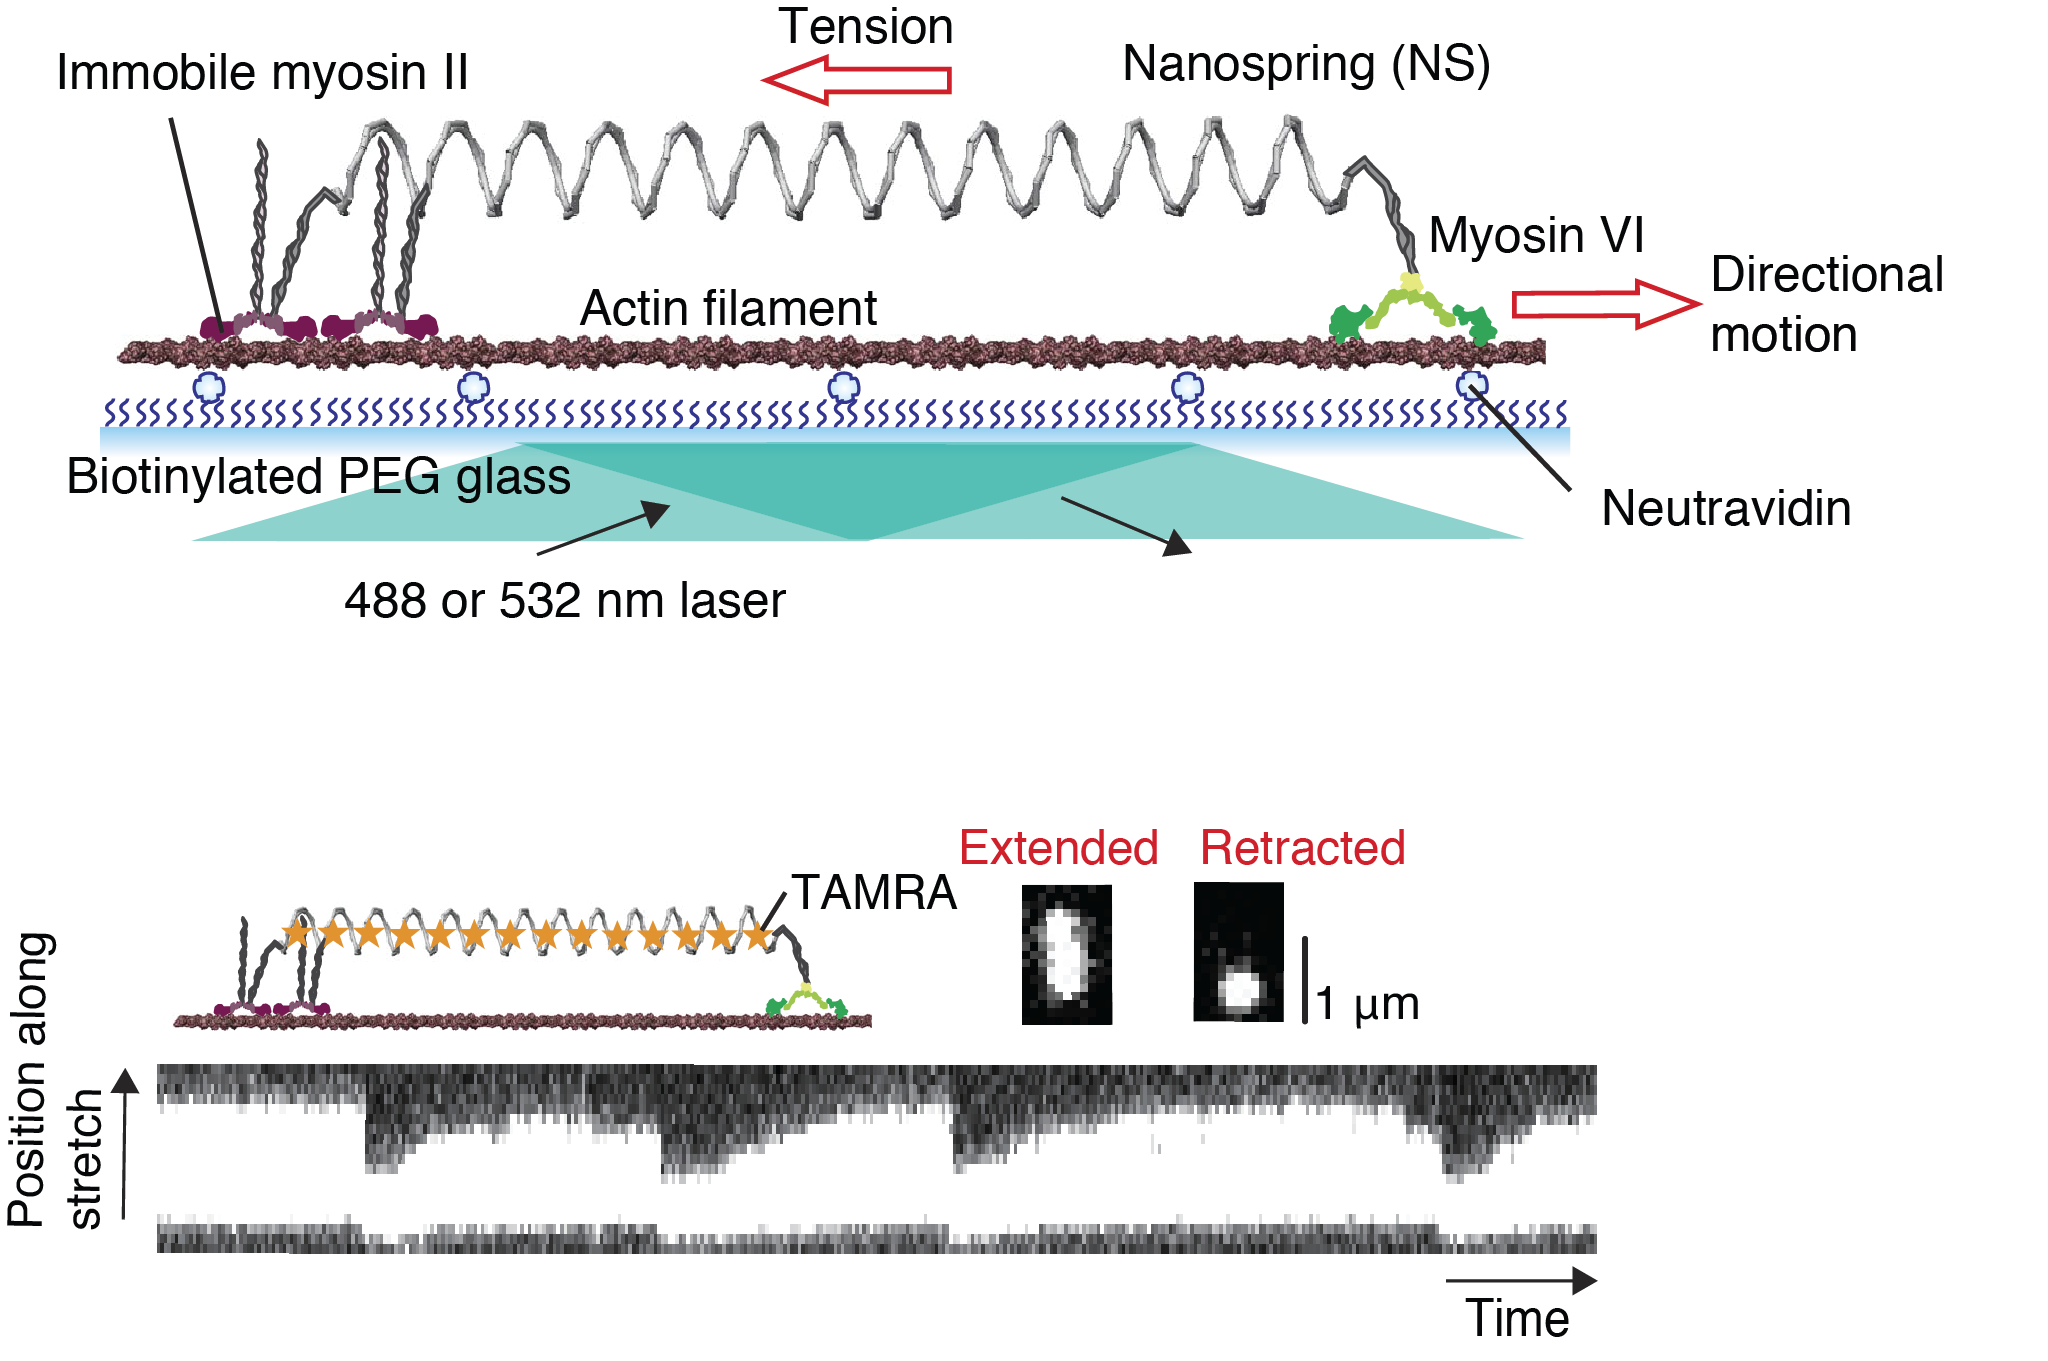 Tension
Immobile myosin II
Nanospring (NS)
Myosin VI
Directional
motion
Actin filament
Biotinylated PEG glass
Neutravidin
488 or 532 nm laser
Extended
Retracted
TAMRA
1 μm
Position along
stretch
Time